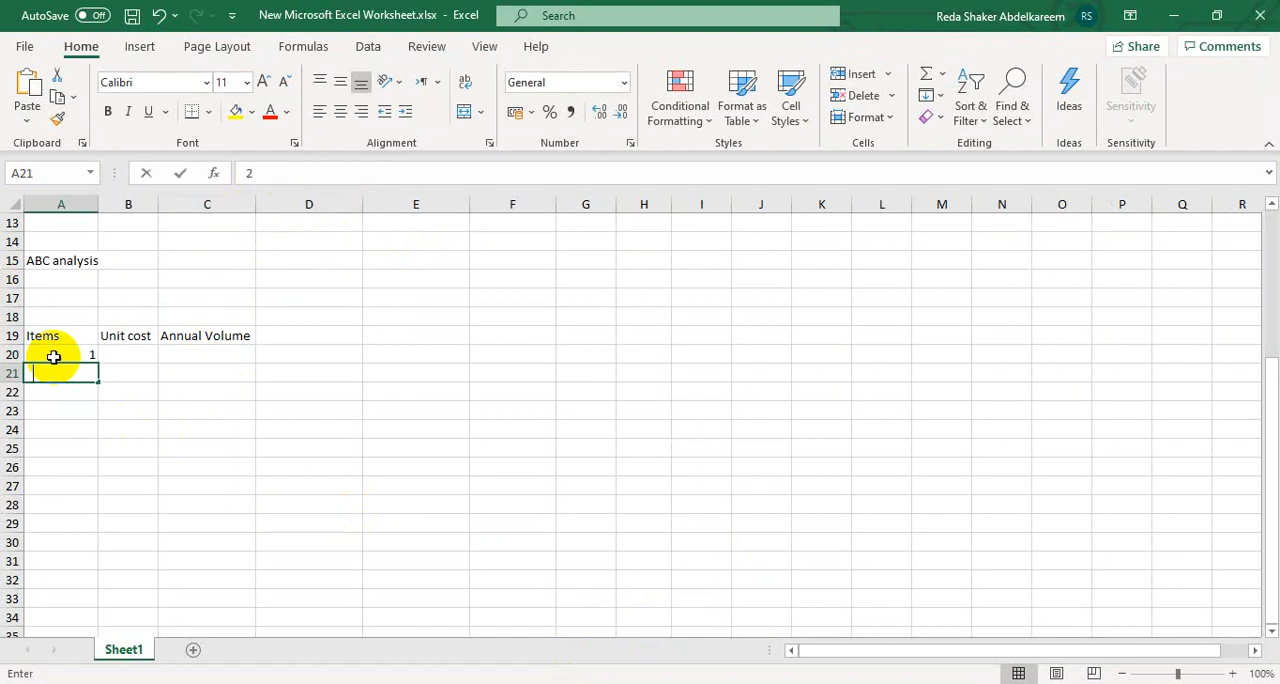 AutoSave Off New Microsoft Excel Worksheet.xlsx - Excel Search Reda Shaker Abdelkareem RS
File Home Insert Page Layout Formulas Data Review View Help Share Comments
Paste Calibri 11 General Conditional Formatting Format as Table Cell Styles Insert Delete Format Sort & Filter Find & Select Ideas Sensitivity
Clipboard Font Alignment Number Styles Cells Editing Ideas Sensitivity
A21 fx 2
A B C D E F G H I J K L M N O P Q R
13
14
15 ABC analysis
16
17
18
19 Items Unit cost Annual Volume
20 1
21
22
23
24
25
26
27
28
29
30
31
32
33
34
35
Sheet1
Enter 100%